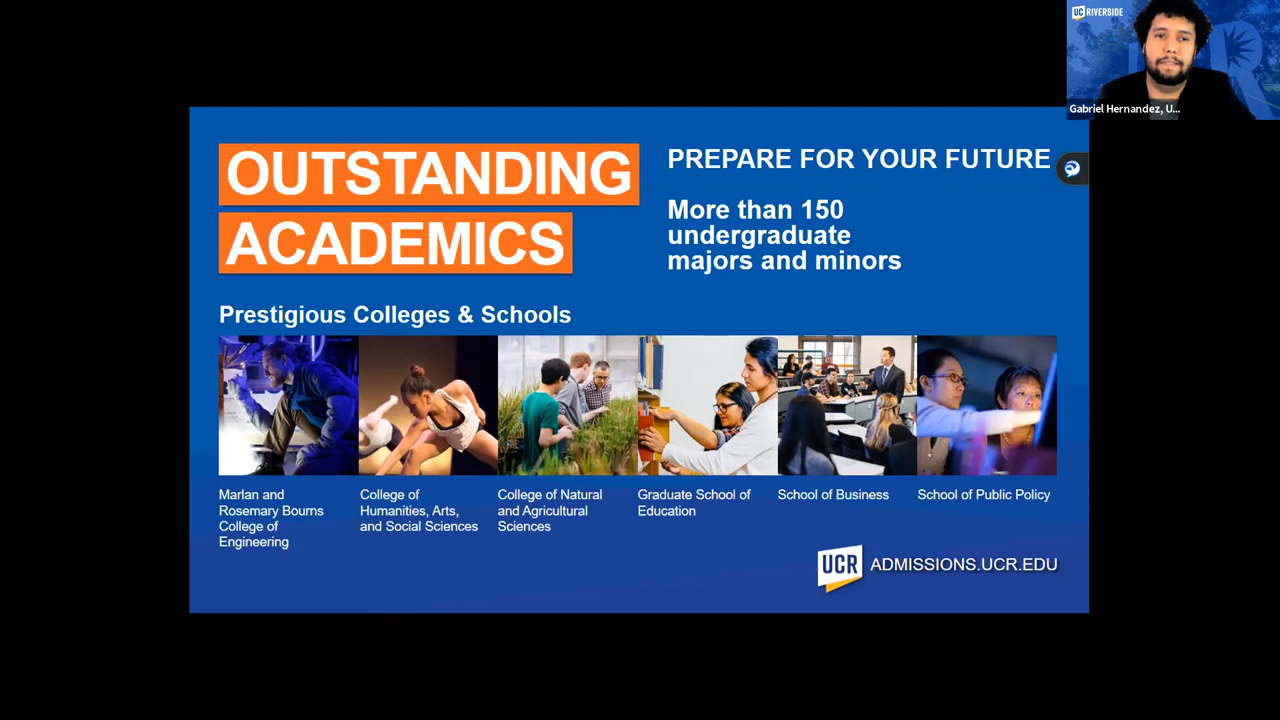 UC RIVERSIDE
Gabriel Hernandez, U...
OUTSTANDING
ACADEMICS
PREPARE FOR YOUR FUTURE
More than 150
undergraduate
majors and minors
Prestigious Colleges & Schools
Marlan and
Rosemary Bourns
College of
Engineering
College of
Humanities, Arts,
and Social Sciences
College of Natural
and Agricultural
Sciences
Graduate School of
Education
School of Business
School of Public Policy
UCR
ADMISSIONS.UCR.EDU